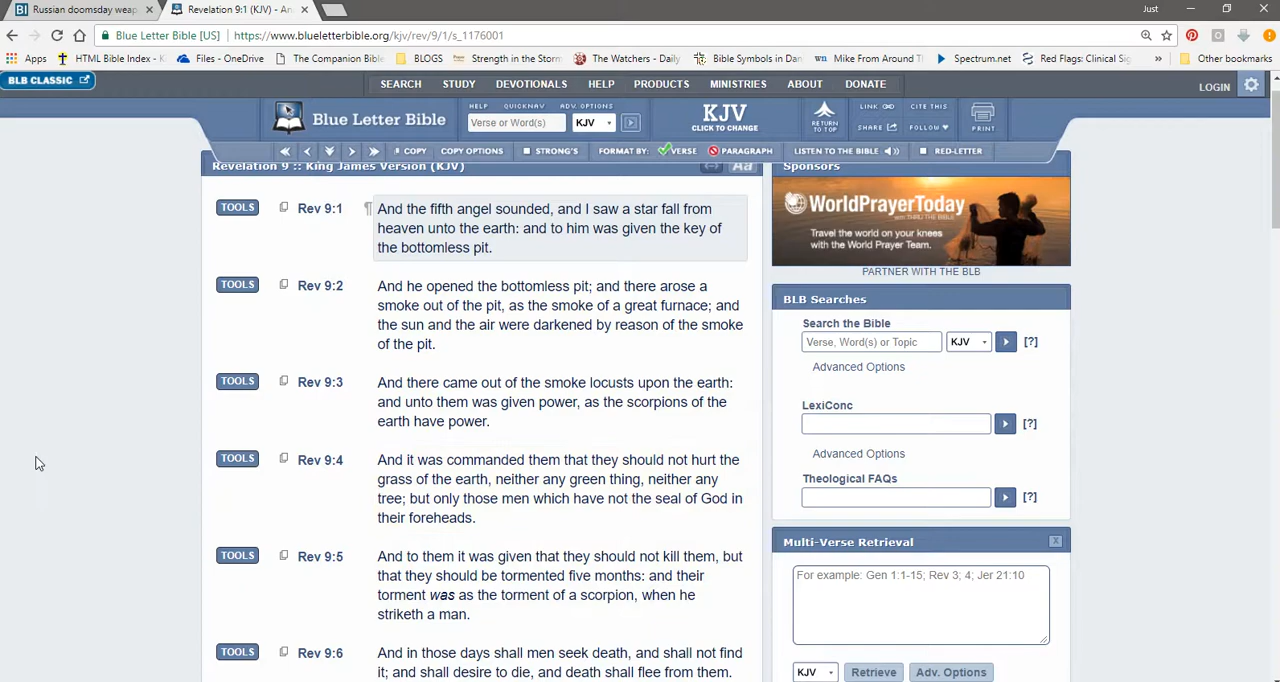 Russian doomsday weap
Revelation 9:1 (KJV) - An
Just
Blue Letter Bible [US]
https://www.blueletterbible.org/kjv/rev/9/1/s_1176001
Apps
HTML Bible Index - K
Files - OneDrive
The Companion Bible
BLOGS
Strength in the Storm
The Watchers - Daily
Bible Symbols in Dan
Mike From Around T
Spectrum.net
Red Flags: Clinical Sig
»
Other bookmarks
BLB CLASSIC
SEARCH
STUDY
DEVOTIONALS
HELP
PRODUCTS
MINISTRIES
ABOUT
DONATE
LOGIN
Blue Letter Bible
HELP
QUICKNAV
ADV. OPTIONS
Verse or Word(s)
KJV
KJV
CLICK TO CHANGE
RETURN
TO TOP
LINK
CITE THIS
SHARE
FOLLOW
PRINT
COPY
COPY OPTIONS
STRONG'S
FORMAT BY:
VERSE
PARAGRAPH
LISTEN TO THE BIBLE
RED-LETTER
Revelation 9 :: King James Version (KJV)
Aa
TOOLS
Rev 9:1
¶
And the fifth angel sounded, and I saw a star fall from
heaven unto the earth: and to him was given the key of
the bottomless pit.
TOOLS
Rev 9:2
And he opened the bottomless pit; and there arose a
smoke out of the pit, as the smoke of a great furnace; and
the sun and the air were darkened by reason of the smoke
of the pit.
TOOLS
Rev 9:3
And there came out of the smoke locusts upon the earth:
and unto them was given power, as the scorpions of the
earth have power.
TOOLS
Rev 9:4
And it was commanded them that they should not hurt the
grass of the earth, neither any green thing, neither any
tree; but only those men which have not the seal of God in
their foreheads.
TOOLS
Rev 9:5
And to them it was given that they should not kill them, but
that they should be tormented five months: and their
torment was as the torment of a scorpion, when he
striketh a man.
TOOLS
Rev 9:6
And in those days shall men seek death, and shall not find
it; and shall desire to die, and death shall flee from them.
Sponsors
WorldPrayerToday
with THRU the BIBLE
Travel the world on your knees
with the World Prayer Team.
PARTNER WITH THE BLB
BLB Searches
Search the Bible
Verse, Word(s) or Topic
KJV
[?]
Advanced Options
LexiConc
[?]
Advanced Options
Theological FAQs
[?]
Multi-Verse Retrieval
x
For example: Gen 1:1-15; Rev 3; 4; Jer 21:10
KJV
Retrieve
Adv. Options